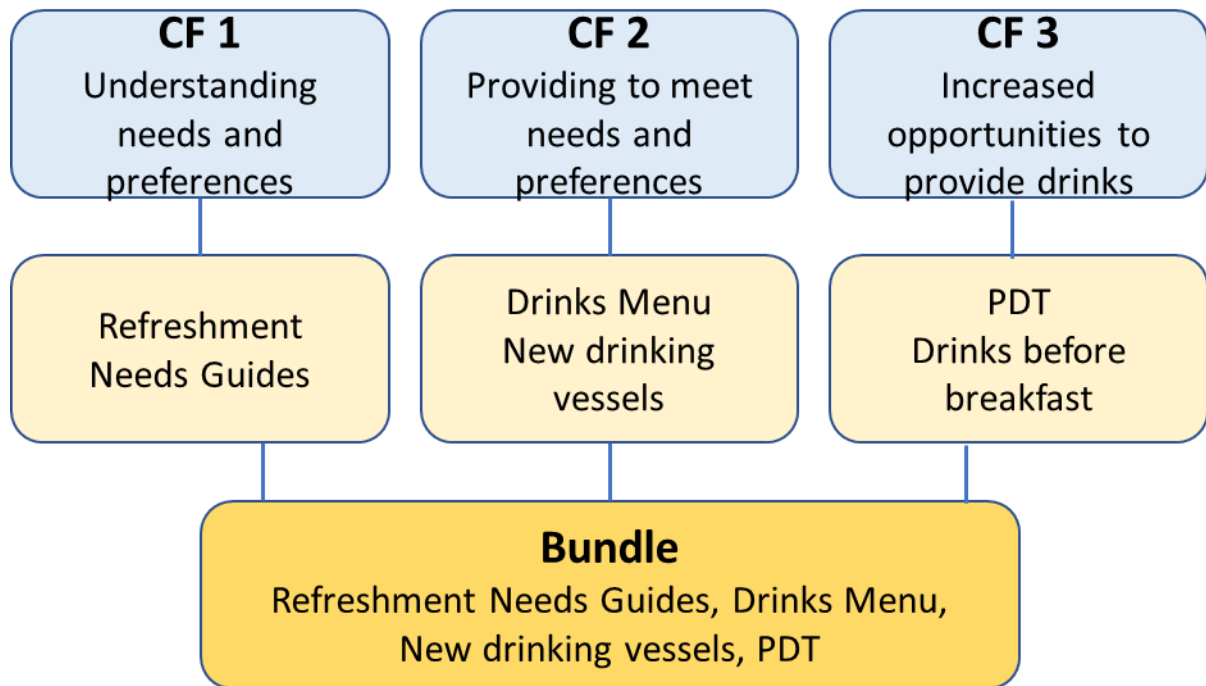 CF 1
Understanding
needs and
preferences
CF 2
Providing to meet
needs and
preferences
CF 3
Increased
opportunities to
provide drinks
Refreshment
Needs Guides
Drinks Menu
New drinking
vessels
PDT
Drinks before
breakfast
Bundle
Refreshment Needs Guides, Drinks Menu,
New drinking vessels, PDT